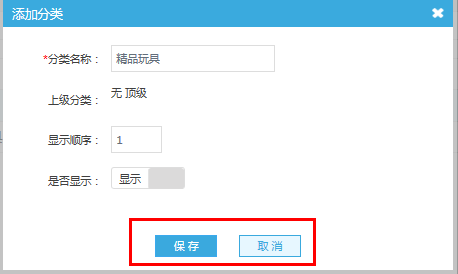 添加分类
*分类名称： 精品玩具
上级分类： 无 顶级
显示顺序： 1
是否显示： 显示
保存 取消